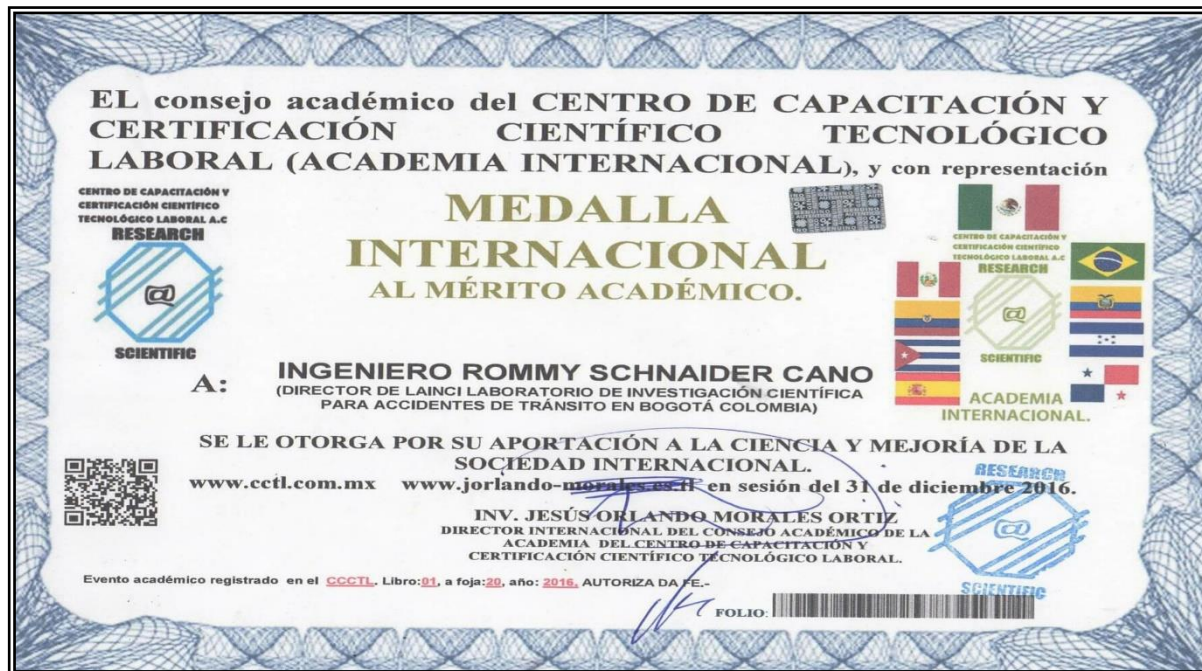 EL consejo académico del CENTRO DE CAPACITACIÓN Y
CERTIFICACIÓN CIENTÍFICO TECNOLÓGICO
LABORAL (ACADEMIA INTERNACIONAL), y con representación
CENTRO DE CAPACITACIÓN Y
CERTIFICACIÓN CIENTÍFICO
TECNOLÓGICO LABORAL A.C
RESEARCH
@
SCIENTIFIC
MEDALLA
INTERNACIONAL
AL MÉRITO ACADÉMICO.
CENTRO DE CAPACITACIÓN Y
CERTIFICACIÓN CIENTÍFICO
TECNOLÓGICO LABORAL A.C
RESEARCH
@
SCIENTIFIC
ACADEMIA
INTERNACIONAL.
A: INGENIERO ROMMY SCHNAIDER CANO
(DIRECTOR DE LAINCI LABORATORIO DE INVESTIGACIÓN CIENTÍFICA
PARA ACCIDENTES DE TRÁNSITO EN BOGOTÁ COLOMBIA)
SE LE OTORGA POR SU APORTACIÓN A LA CIENCIA Y MEJORÍA DE LA
SOCIEDAD INTERNACIONAL.
www.cctl.com.mx www.jorlando-morales.es.tl en sesión del 31 de diciembre 2016.
INV. JESÚS ORLANDO MORALES ORTIZ
DIRECTOR INTERNACIONAL DEL CONSEJO ACADÉMICO DE LA
ACADEMIA DEL CENTRO DE CAPACITACIÓN Y
CERTIFICACIÓN CIENTÍFICO TECNOLÓGICO LABORAL.
RESEARCH
@
SCIENTIFIC
Evento académico registrado en el CCCTL. Libro:01, a foja:20, año: 2016, AUTORIZA DA FE.-
FOLIO: